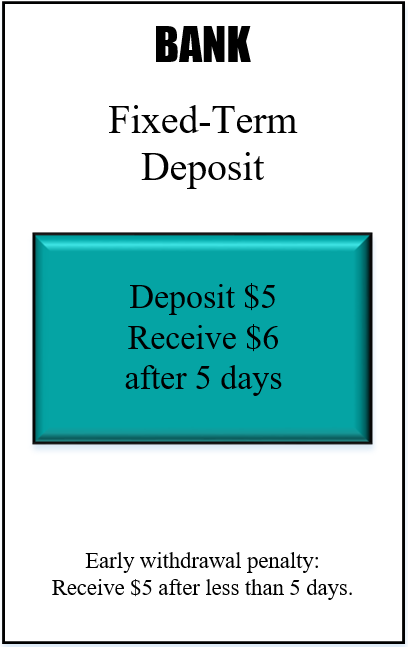 BANK
Fixed-Term
Deposit
Deposit $5
Receive $6
after 5 days
Early withdrawal penalty:
Receive $5 after less than 5 days.